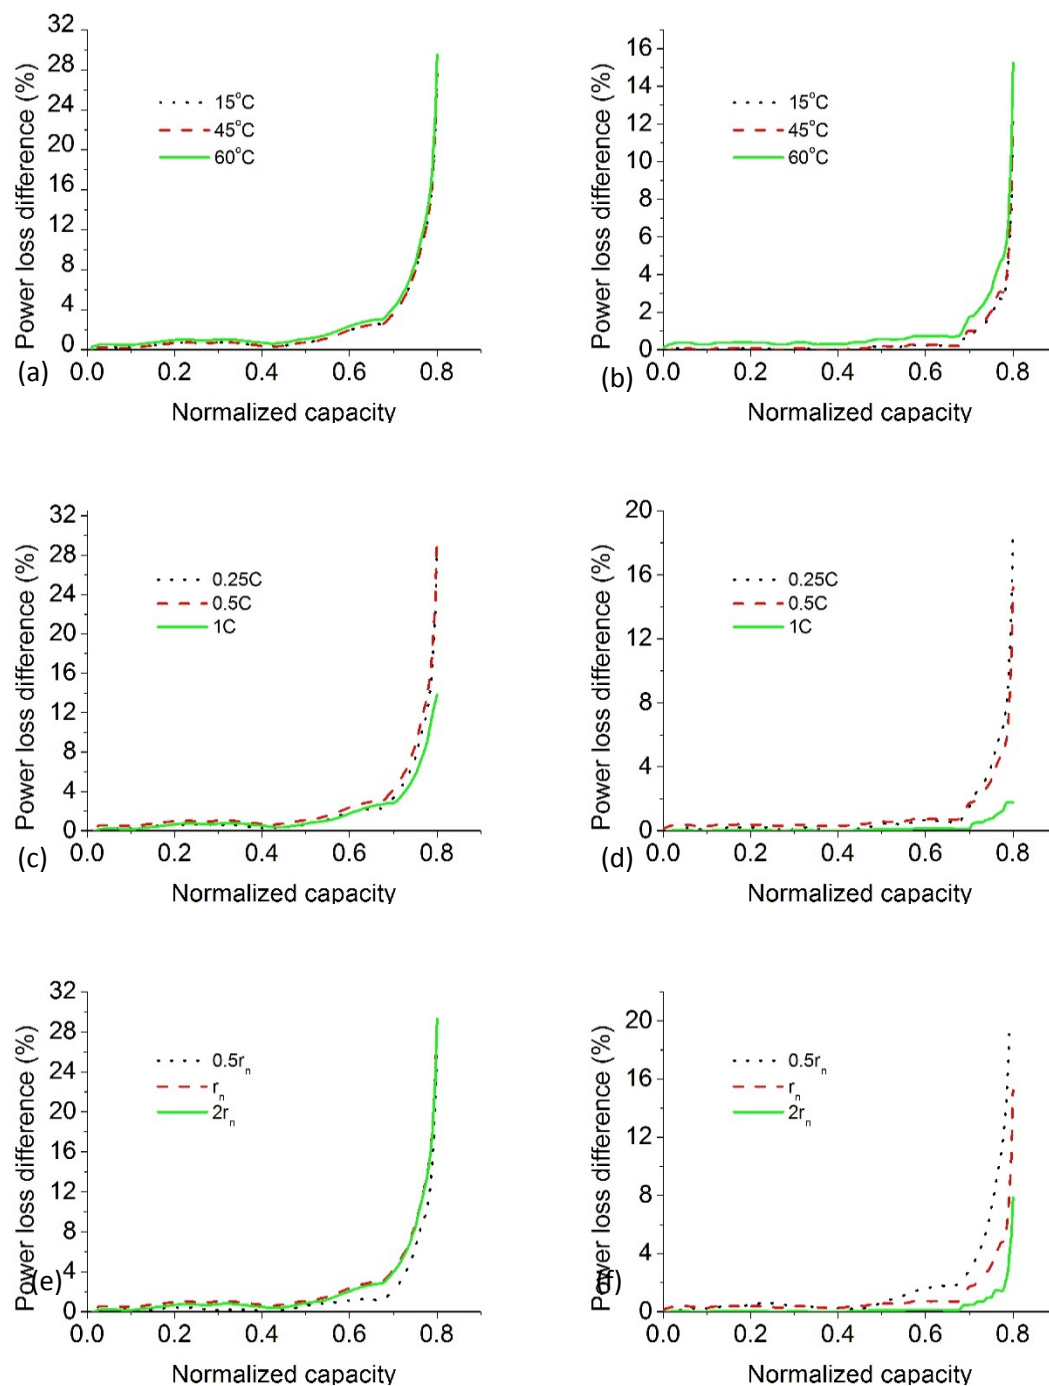 Power loss difference (%)
32
28
24
20
16
12
8
4
0
15°C
45°C
60°C
0.0 0.2 0.4 0.6 0.8
(a)
Normalized capacity
Power loss difference (%)
16
14
12
10
8
6
4
2
0
15°C
45°C
60°C
0.0 0.2 0.4 0.6 0.8
(b)
Normalized capacity
Power loss difference (%)
32
28
24
20
16
12
8
4
0
0.25C
0.5C
1C
0.0 0.2 0.4 0.6 0.8
(c)
Normalized capacity
Power loss difference (%)
20
16
12
8
4
0
0.25C
0.5C
1C
0.0 0.2 0.4 0.6 0.8
(d)
Normalized capacity
Power loss difference (%)
32
28
24
20
16
12
8
4
0
0.5rₙ
rₙ
2rₙ
(e)
0.0 0.2 0.4 0.6 0.8
Normalized capacity
Power loss difference (%)
20
16
12
8
4
0
0.5rₙ
rₙ
2rₙ
(f)
0.0 0.2 0.4 0.6 0.8
Normalized capacity